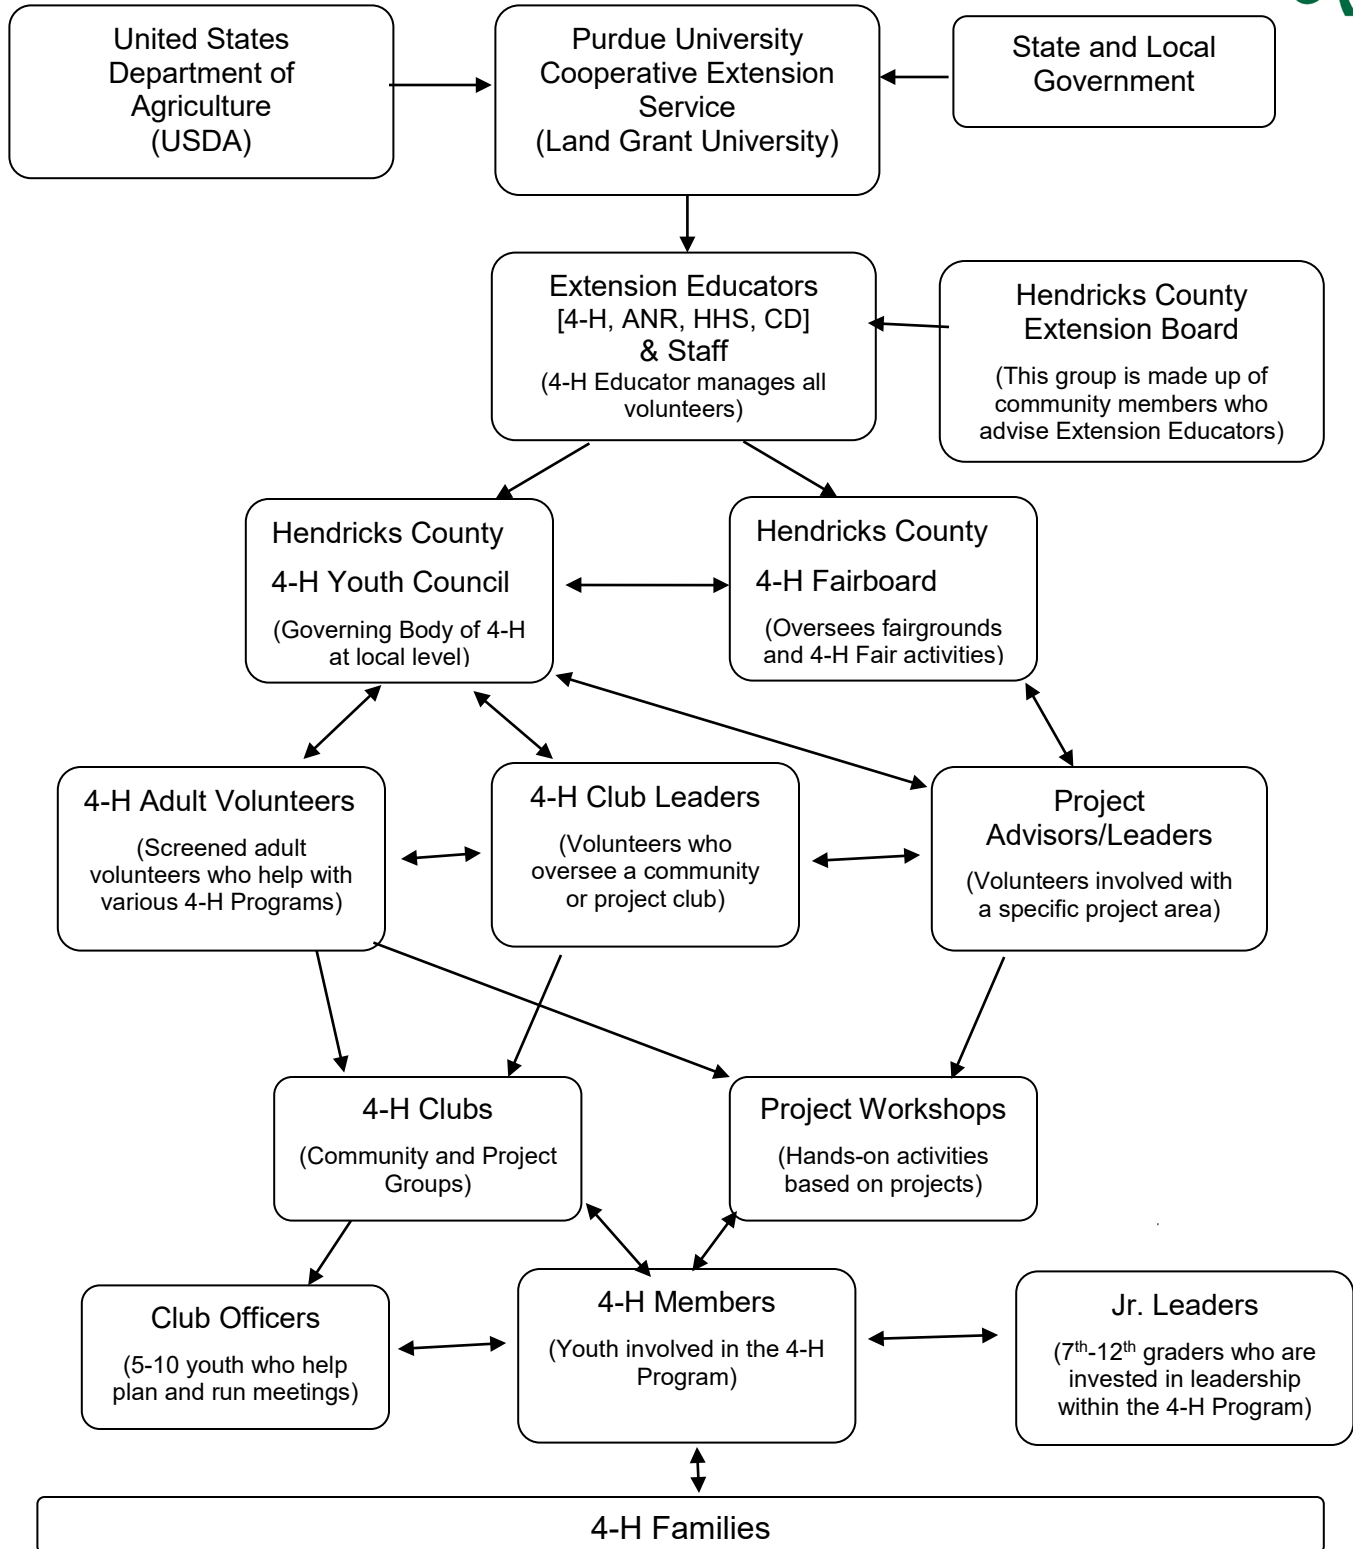 United States
Department of
Agriculture
(USDA)
Purdue University
Cooperative Extension
Service
(Land Grant University)
State and Local
Government
Extension Educators
[4-H, ANR, HHS, CD]
& Staff
(4-H Educator manages all
volunteers)
Hendricks County
Extension Board
(This group is made up of
community members who
advise Extension Educators)
Hendricks County
4-H Youth Council
(Governing Body of 4-H
at local level)
Hendricks County
4-H Fairboard
(Oversees fairgrounds
and 4-H Fair activities)
4-H Adult Volunteers
(Screened adult
volunteers who help with
various 4-H Programs)
4-H Club Leaders
(Volunteers who
oversee a community
or project club)
Project
Advisors/Leaders
(Volunteers involved with
a specific project area)
4-H Clubs
(Community and Project
Groups)
Project Workshops
(Hands-on activities
based on projects)
Club Officers
(5-10 youth who help
plan and run meetings)
4-H Members
(Youth involved in the 4-H
Program)
Jr. Leaders
(7th-12th graders who are
invested in leadership
within the 4-H Program)
4-H Families